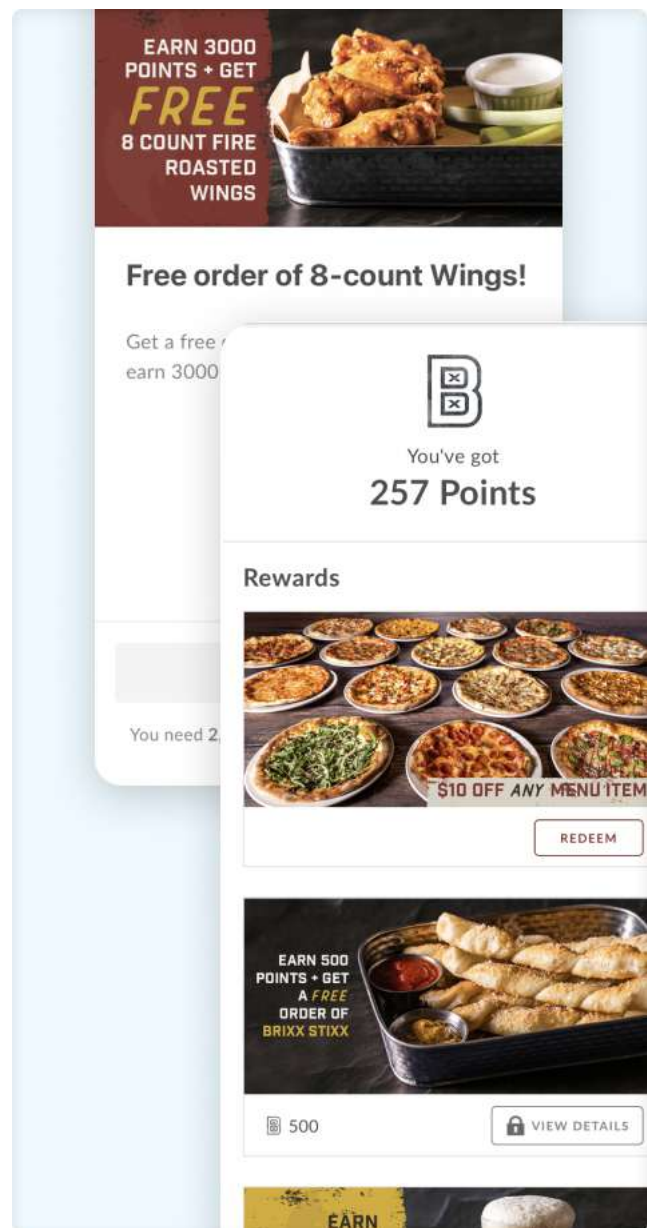 EARN 3000
POINTS + GET
FREE
8 COUNT FIRE
ROASTED
WINGS
Free order of 8-count Wings!
Get a free
earn 3000
You need 2,
B
You've got
257 Points
Rewards
$10 OFF ANY MENU ITEM
REDEEM
EARN 500
POINTS + GET
A FREE
ORDER OF
BRIXX STIXX
500
VIEW DETAILS
EARN